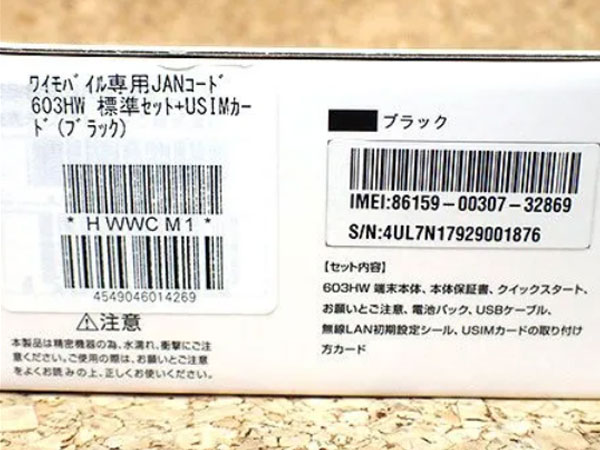 ワイモバイル専用JANコード
603HW 標準セット+USIMカー
ド(ブラック)
* HWWCM1 *
4549046014269
⚠注意
本製品は精密機器の為、水濡れ、衝撃にご注
意ください。ご使用の際は、お願いとご注意
をよくお読みの上、正しくお使いください。
ブラック
IMEI:86159-00307-32869
S/N:4UL7N17929001876
【セット内容】
603HW 端末本体、本体保証書、クイックスタート、
お願いとご注意、電池パック、USBケーブル、
無線LAN初期設定シール、USIMカードの取り付け
方カード